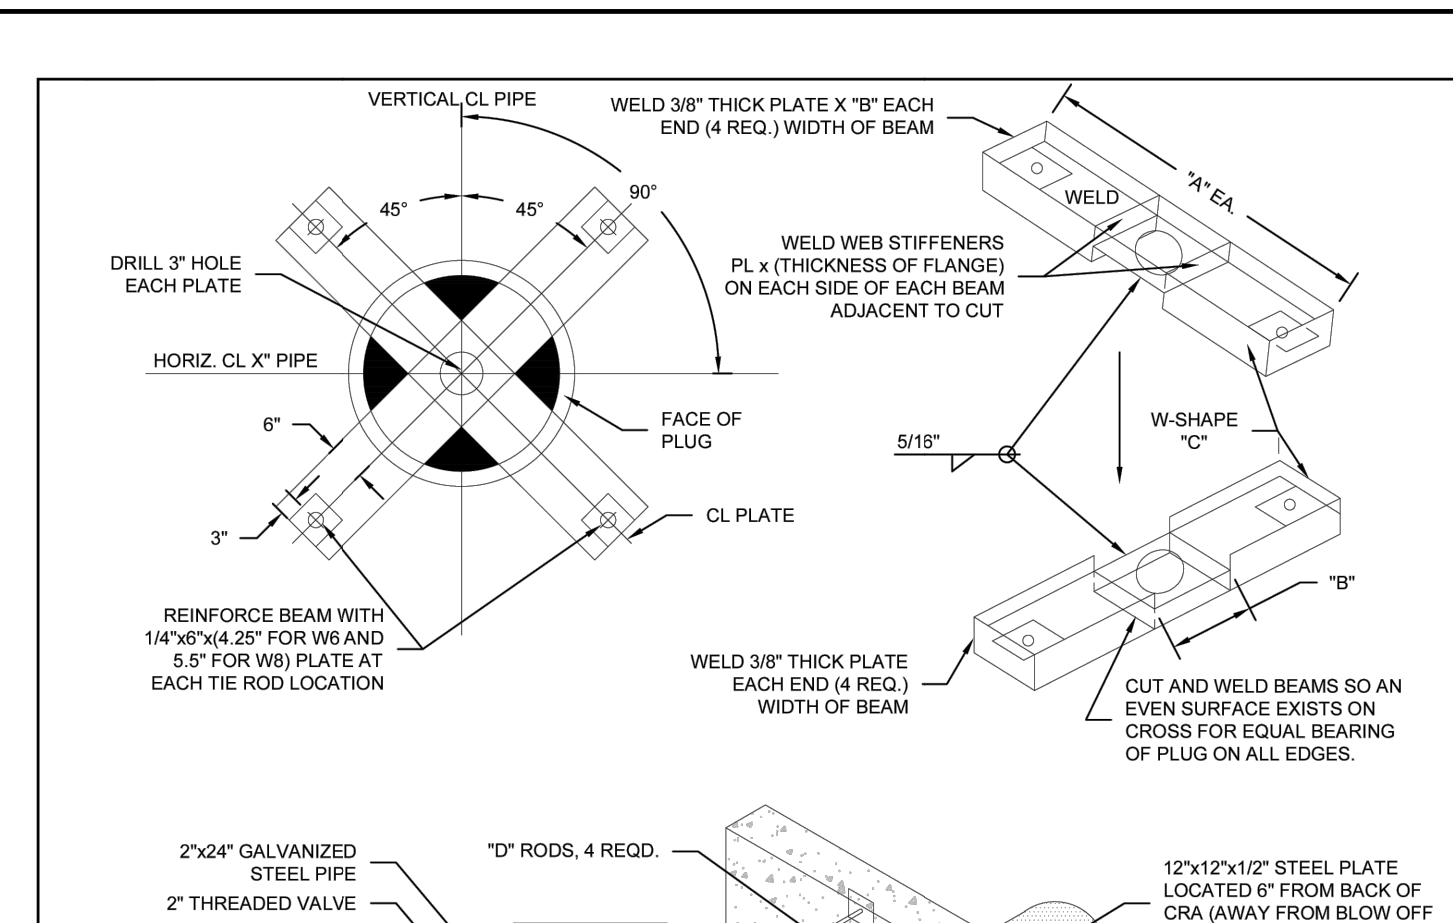 VERTICAL CL PIPE
45°
45°
90°
DRILL 3" HOLE
EACH PLATE
HORIZ. CL X" PIPE
6"
3"
FACE OF
PLUG
CL PLATE
REINFORCE BEAM WITH
1/4"x6"x(4.25" FOR W6 AND
5.5" FOR W8) PLATE AT
EACH TIE ROD LOCATION
WELD 3/8" THICK PLATE X "B" EACH
END (4 REQ.) WIDTH OF BEAM
"A" EA.
WELD
WELD WEB STIFFENERS
PL x (THICKNESS OF FLANGE)
ON EACH SIDE OF EACH BEAM
ADJACENT TO CUT
5/16"
W-SHAPE
"C"
"B"
WELD 3/8" THICK PLATE
EACH END (4 REQ.)
WIDTH OF BEAM
CUT AND WELD BEAMS SO AN
EVEN SURFACE EXISTS ON
CROSS FOR EQUAL BEARING
OF PLUG ON ALL EDGES.
2"x24" GALVANIZED
STEEL PIPE
2" THREADED VALVE
"D" RODS, 4 REQD.
12"x12"x1/2" STEEL PLATE
LOCATED 6" FROM BACK OF
CRA (AWAY FROM BLOW OFF